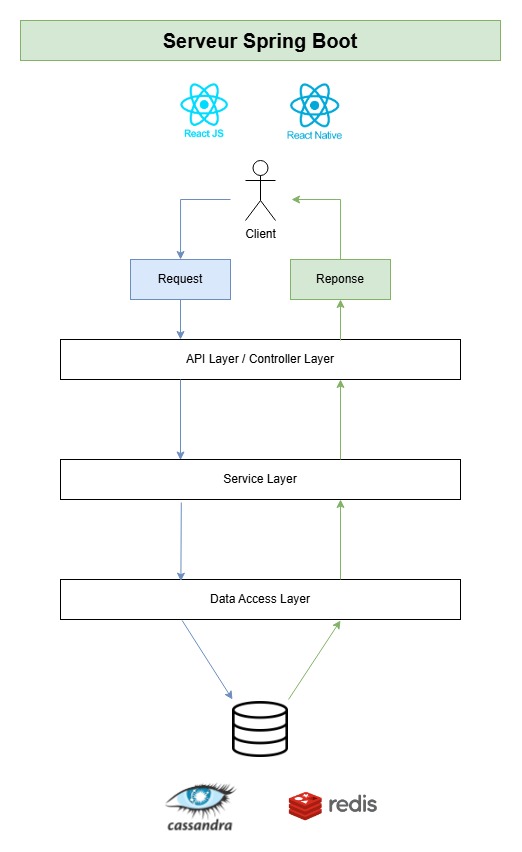 Serveur Spring Boot
React JS
React Native
Client
Request
Reponse
API Layer / Controller Layer
Service Layer
Data Access Layer
cassandra
redis